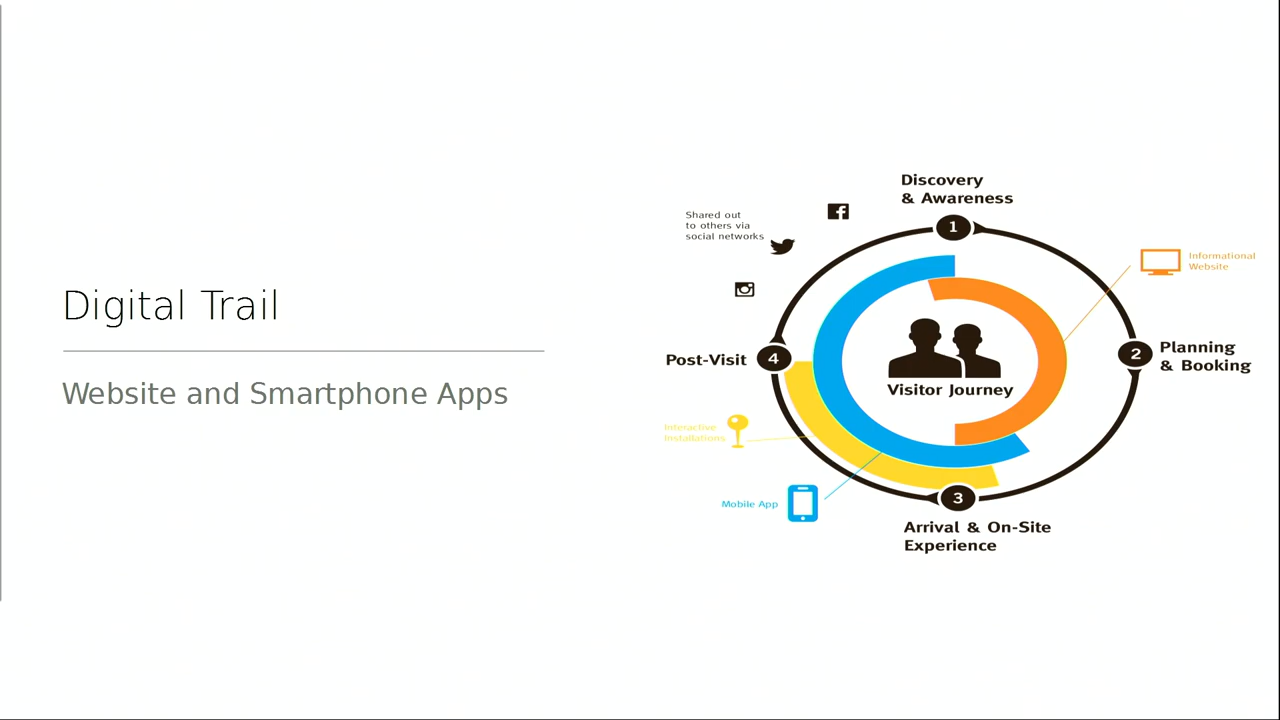 Digital Trail
Website and Smartphone Apps
Discovery
& Awareness
1
Shared out
to others via
social networks
Informational
Website
2
Planning
& Booking
Post-Visit
4
Visitor Journey
Interactive
Installations
Mobile App
3
Arrival & On-Site
Experience